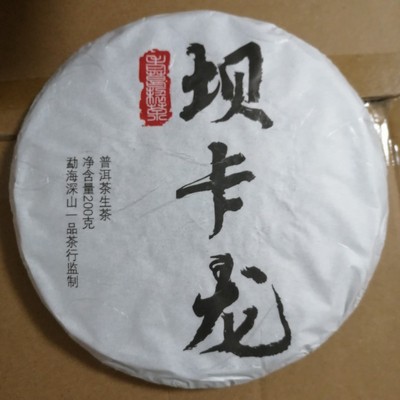 坝卡龙
普洱茶生茶
净含量200克
勐海深山一品茶行监制